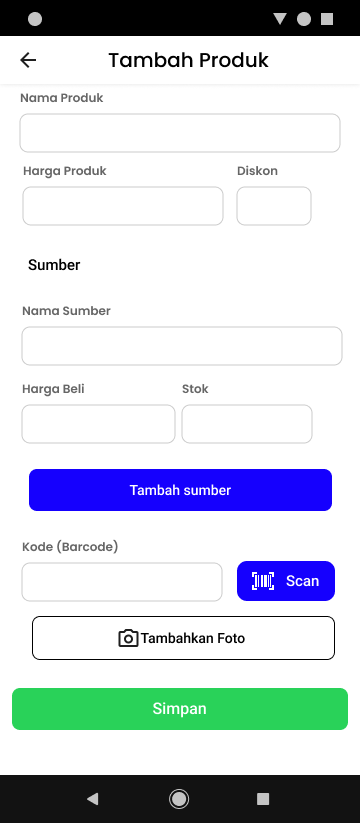 Tambah Produk
Nama Produk
Harga Produk Diskon
Sumber
Nama Sumber
Harga Beli Stok
Tambah sumber
Kode (Barcode)
Scan
Tambahkan Foto
Simpan